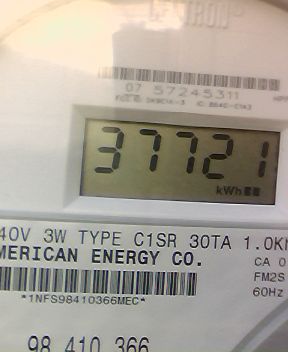 07 57245311
37721
kWh
40V 3W TYPE C1SR 30TA 1.0K
MERICAN ENERGY CO.
CA 0
FM2S
60Hz
*1NFS98410366MEC*
98 410 366